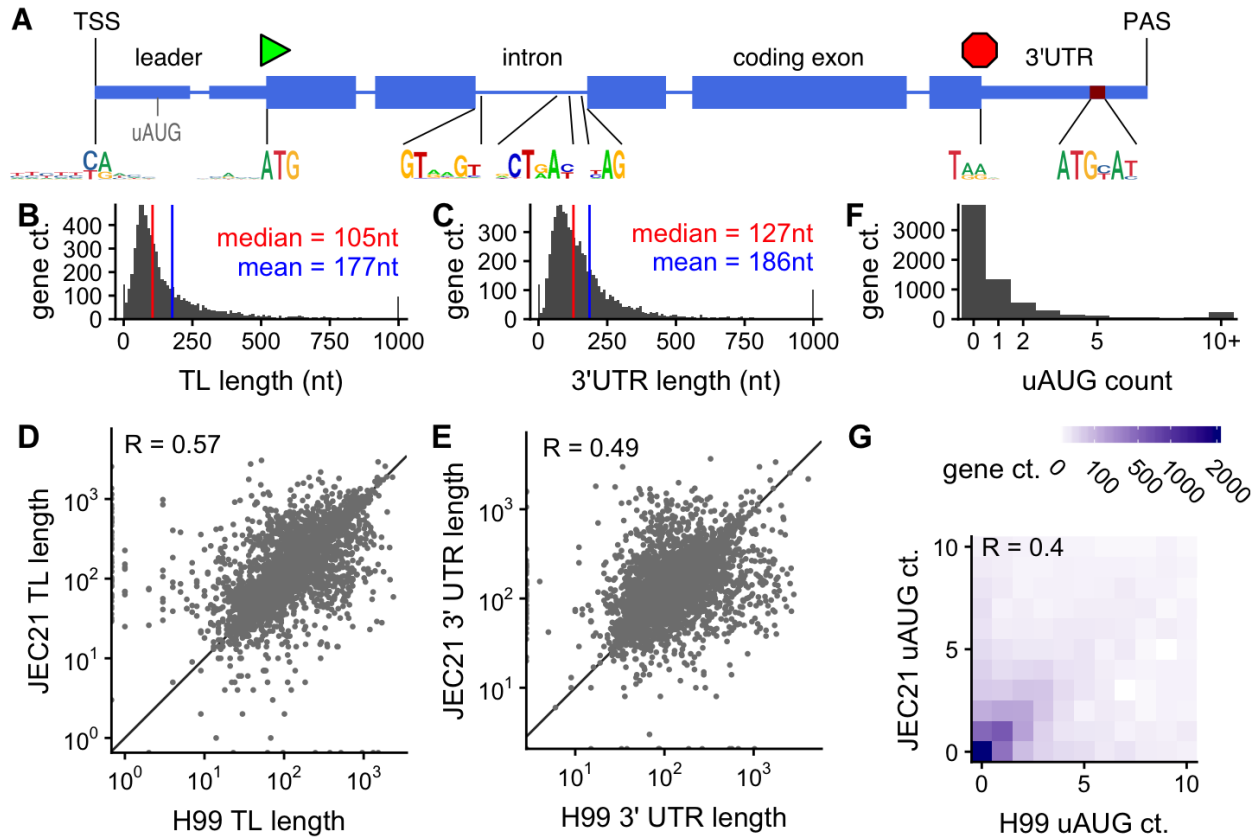 A
TSS
PAS
leader
intron
coding exon
3'UTR
uAUG
CA
TG
ATG
GTAAGT
CTGAC
AT
AG
TAA
ATGTAT
B
gene ct.
400
300
200
100
0
median = 105nt
mean = 177nt
0 250 500 750 1000
TL length (nt)
C
gene ct.
300
200
100
0
median = 127nt
mean = 186nt
0 250 500 750 1000
3'UTR length (nt)
F
gene ct.
3000
2000
1000
0
0 1 2 5 10+
uAUG count
D
R = 0.57
JEC21 TL length
10³
10²
10¹
10⁰
10⁰ 10¹ 10² 10³
H99 TL length
E
R = 0.49
JEC21 3' UTR length
10³
10²
10¹
10¹ 10² 10³
H99 3' UTR length
G
gene ct.
0 100 500 1000 2000
R = 0.4
JEC21 uAUG ct.
10
5
0
0 5 10
H99 uAUG ct.